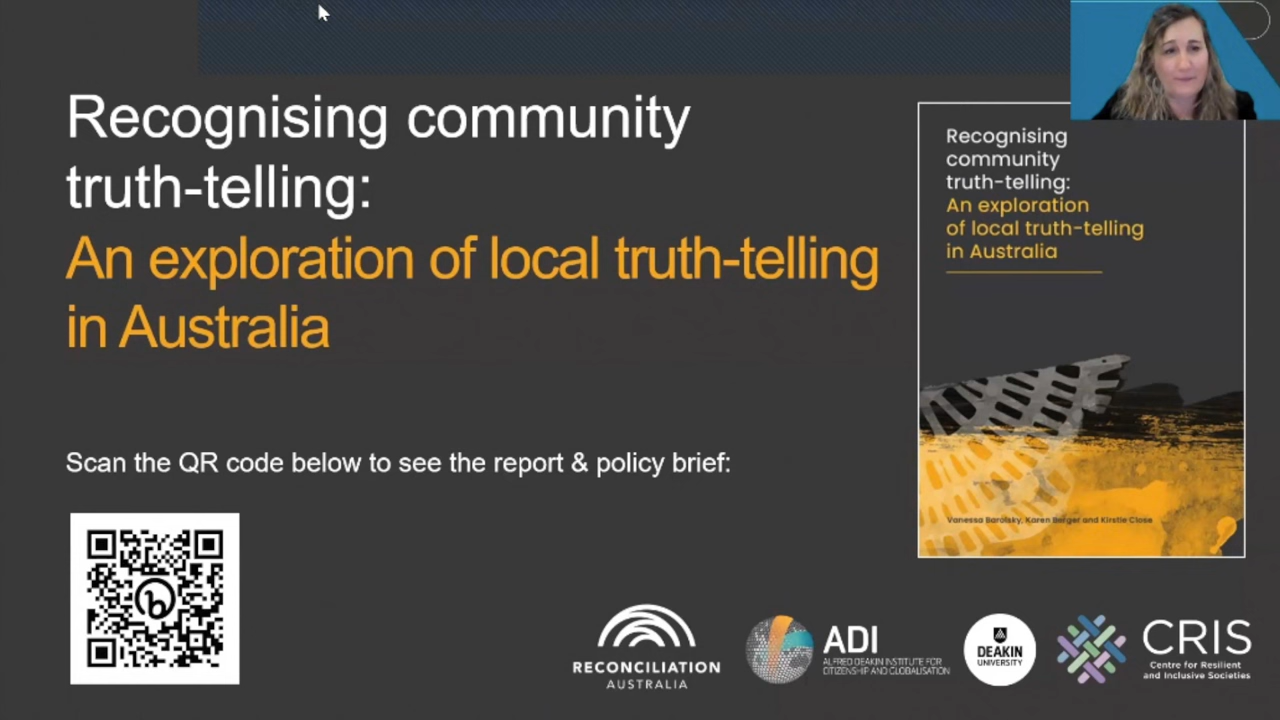 Recognising community
truth-telling:
An exploration of local truth-telling
in Australia
Scan the QR code below to see the report & policy brief:
Recognising
community
truth-telling:
An exploration
of local truth-telling
in Australia
Vanessa Barolsky, Karen Berger and Kirstie Close
RECONCILIATION
AUSTRALIA
ADI
ALFRED DEAKIN INSTITUTE FOR
CITIZENSHIP AND GLOBALISATION
DEAKIN
UNIVERSITY
CRIS
Centre for Resilient
and Inclusive Societies